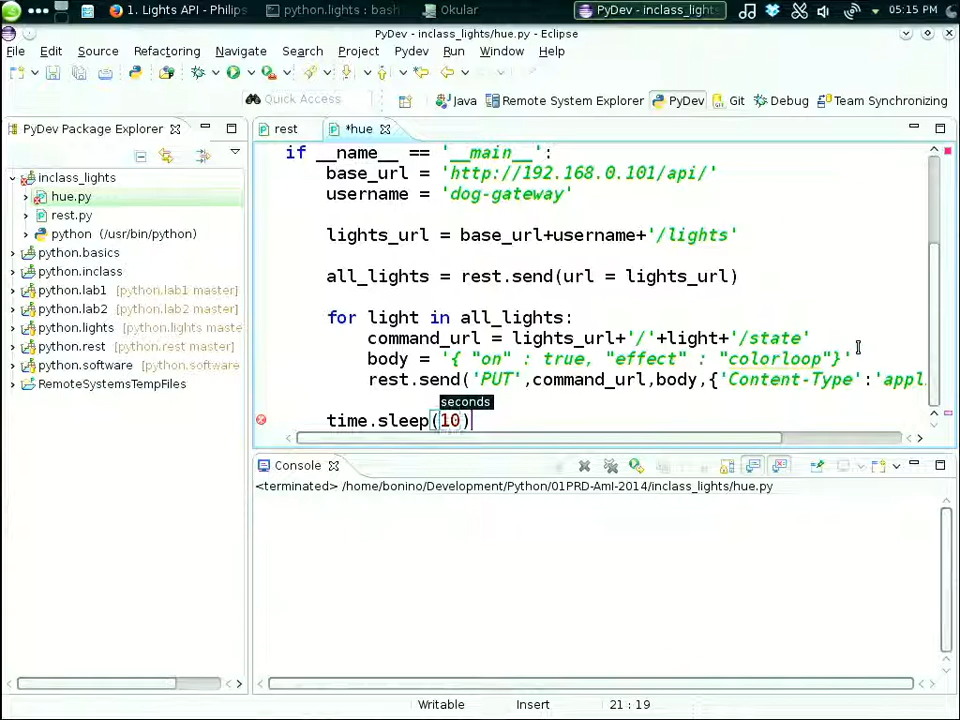 1. Lights API - Philips
python.lights : bash
Okular
PyDev - inclass_lights/
05:15 PM
PyDev - inclass_lights/hue.py - Eclipse
File Edit Source Refactoring Navigate Search Project Pydev Run Window Help
Quick Access
Java Remote System Explorer PyDev Git Debug Team Synchronizing
PyDev Package Explorer
inclass_lights
hue.py
rest.py
python (/usr/bin/python)
python.basics
python.inclass
python.lab1 [python.lab1 master]
python.lab2 [python.lab2 master]
python.lights [python.lights maste
python.rest [python.rest master]
python.software [python.software
RemoteSystemsTempFiles
rest
*hue
if __name__ == '__main__':
base_url = 'http://192.168.0.101/api/'
username = 'dog-gateway'
lights_url = base_url+username+'/lights'
all_lights = rest.send(url = lights_url)
for light in all_lights:
command_url = lights_url+'/'+light+'/state'
body = '{ "on" : true, "effect" : "colorloop"}'
rest.send('PUT',command_url,body,{'Content-Type':'appl
seconds
time.sleep(10)
Console
<terminated> /home/bonino/Development/Python/01PRD-AmI-2014/inclass_lights/hue.py
Writable
Insert
21 : 19